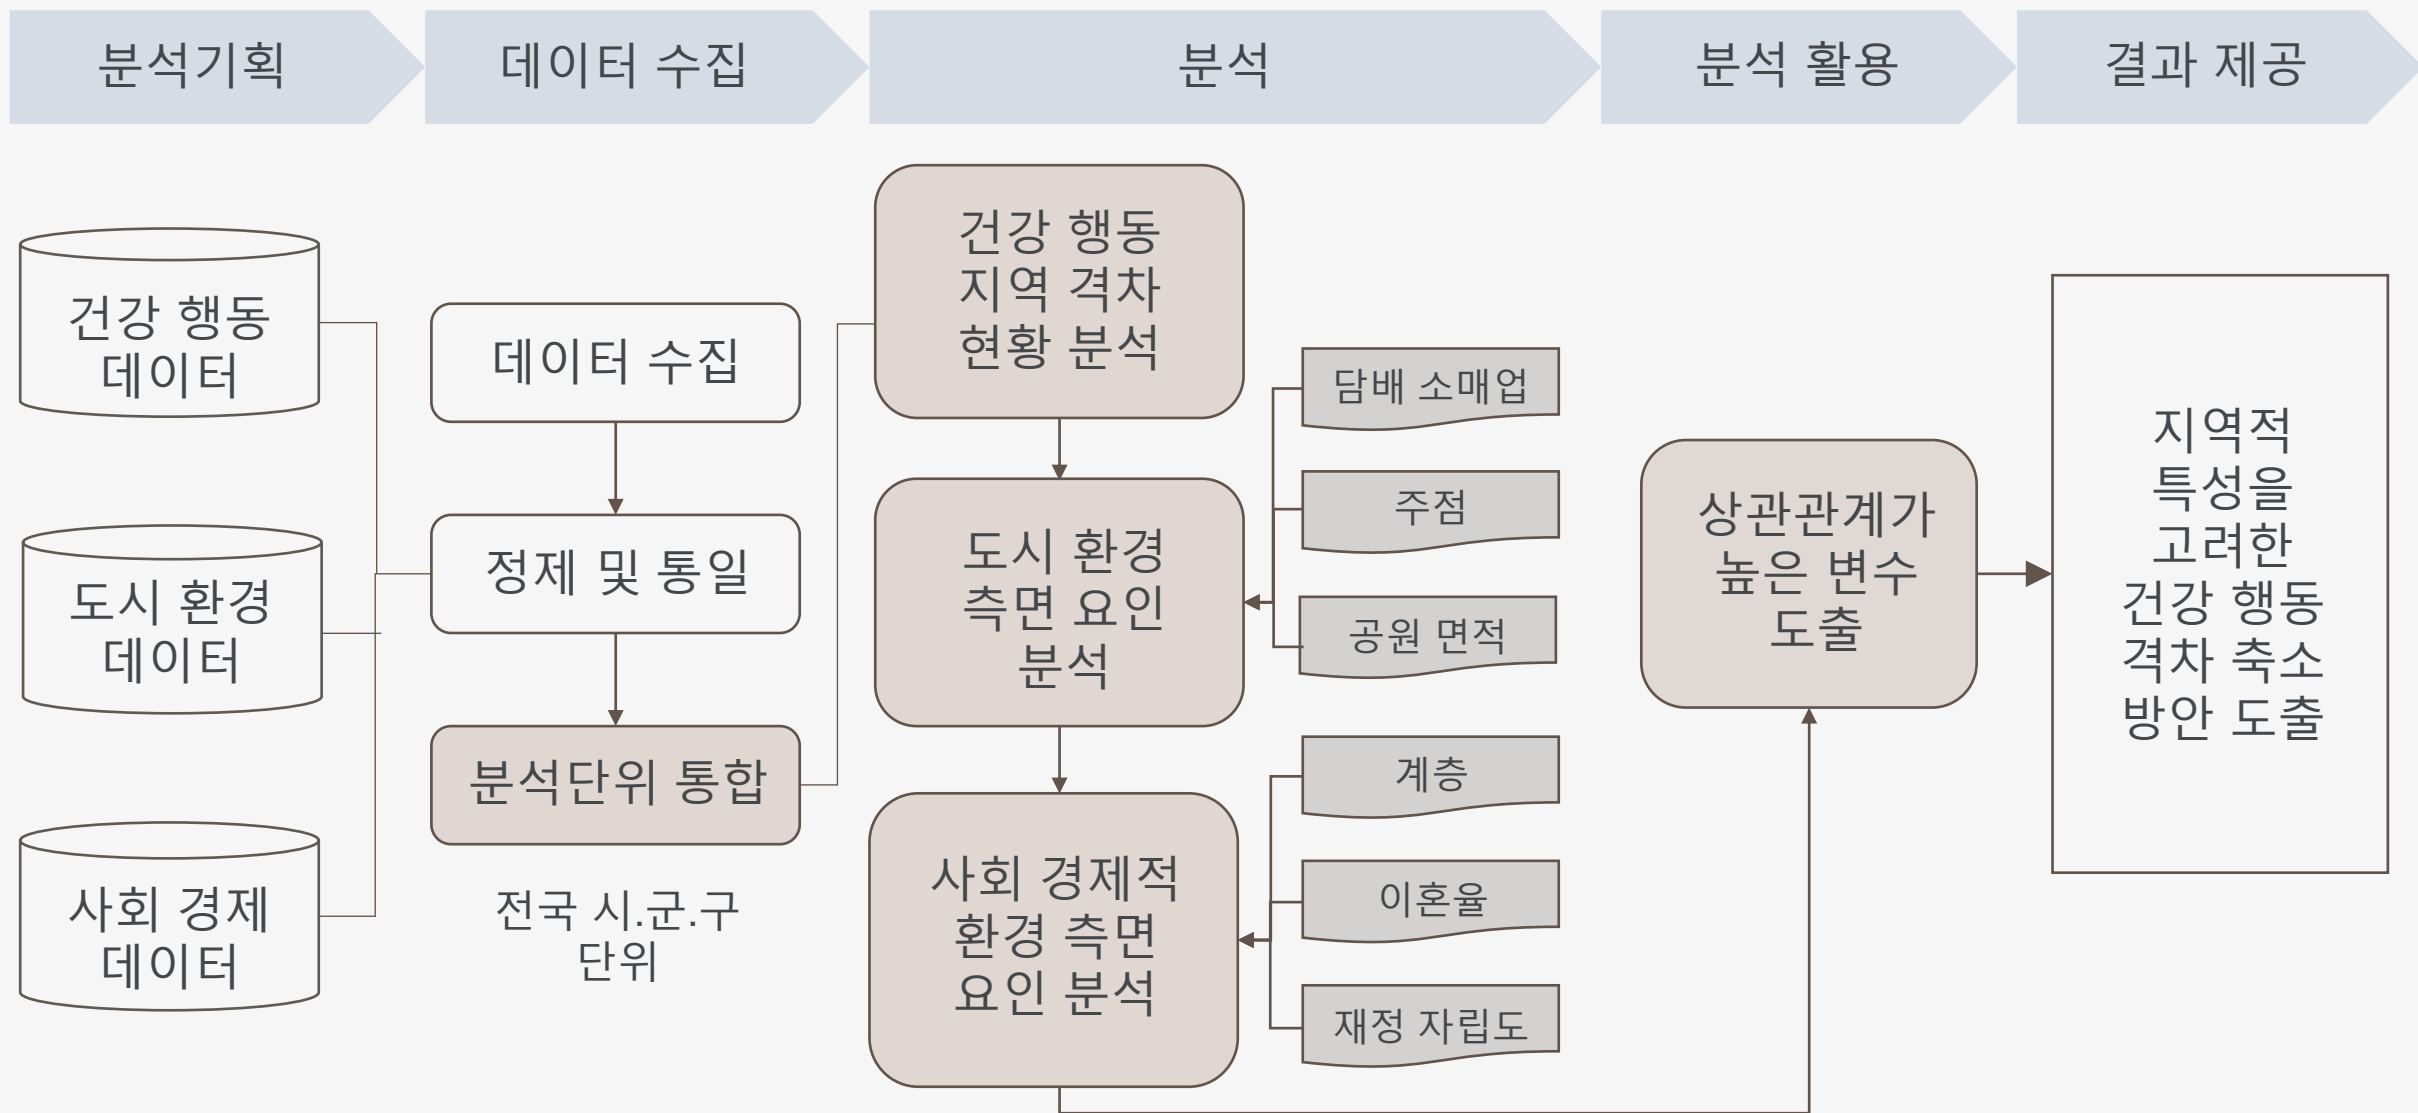 분석기획
데이터 수집
분석
분석 활용
결과 제공
건강 행동
데이터
도시 환경
데이터
사회 경제
데이터
데이터 수집
정제 및 통일
분석단위 통합
전국 시.군.구
단위
건강 행동
지역 격차
현황 분석
도시 환경
측면 요인
분석
사회 경제적
환경 측면
요인 분석
담배 소매업
주점
공원 면적
계층
이혼율
재정 자립도
상관관계가
높은 변수
도출
지역적
특성을
고려한
건강 행동
격차 축소
방안 도출